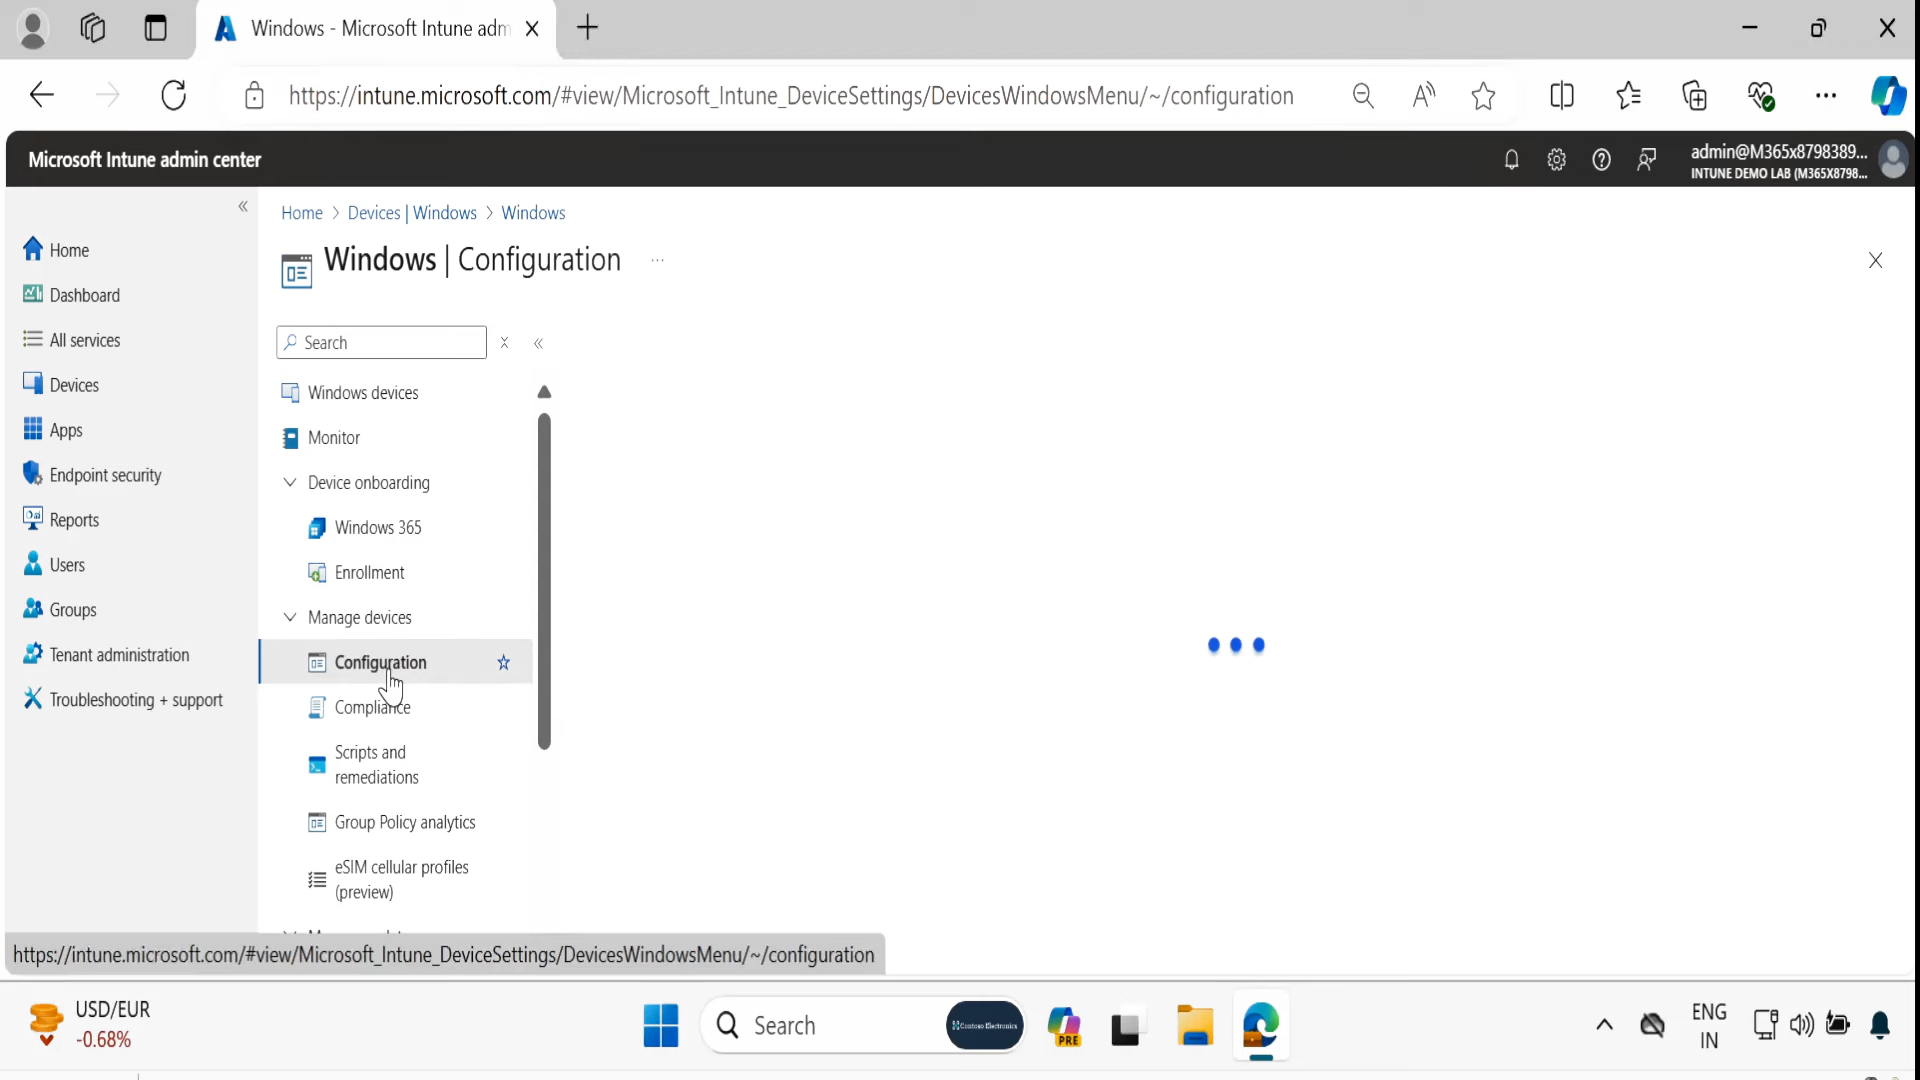 Windows - Microsoft Intune adm
https://intune.microsoft.com/#view/Microsoft_Intune_DeviceSettings/DevicesWindowsMenu/~/configuration
Microsoft Intune admin center
admin@M365x8798389...
INTUNE DEMO LAB (M365X8798...
Home > Devices | Windows > Windows
Windows | Configuration
...
Search
Home
Dashboard
All services
Devices
Apps
Endpoint security
Reports
Users
Groups
Tenant administration
Troubleshooting + support
Windows devices
Monitor
Device onboarding
Windows 365
Enrollment
Manage devices
Configuration
Compliance
Scripts and
remediations
Group Policy analytics
eSIM cellular profiles
(preview)
https://intune.microsoft.com/#view/Microsoft_Intune_DeviceSettings/DevicesWindowsMenu/~/configuration
USD/EUR
-0.68%
Search
Contoso Electronics
PRE
ENG
IN